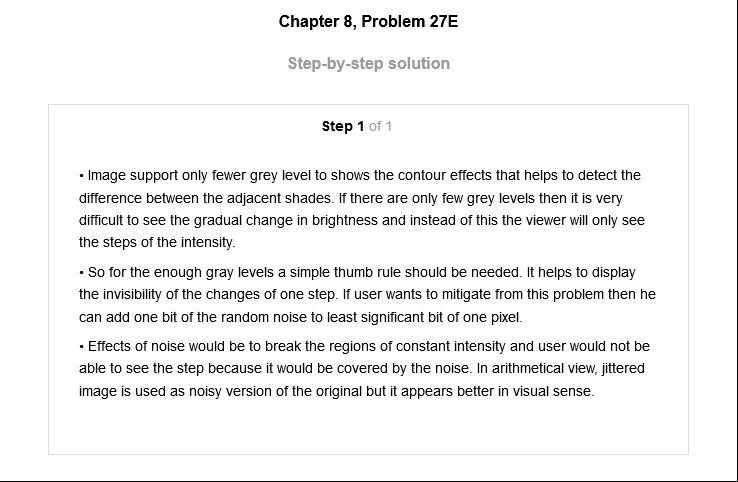 Chapter 8, Problem 27E
Step-by-step solution
Step 1 of 1
• Image support only fewer grey level to shows the contour effects that helps to detect the
difference between the adjacent shades. If there are only few grey levels then it is very
difficult to see the gradual change in brightness and instead of this the viewer will only see
the steps of the intensity.
• So for the enough gray levels a simple thumb rule should be needed. It helps to display
the invisibility of the changes of one step. If user wants to mitigate from this problem then he
can add one bit of the random noise to least significant bit of one pixel.
• Effects of noise would be to break the regions of constant intensity and user would not be
able to see the step because it would be covered by the noise. In arithmetical view, jittered
image is used as noisy version of the original but it appears better in visual sense.